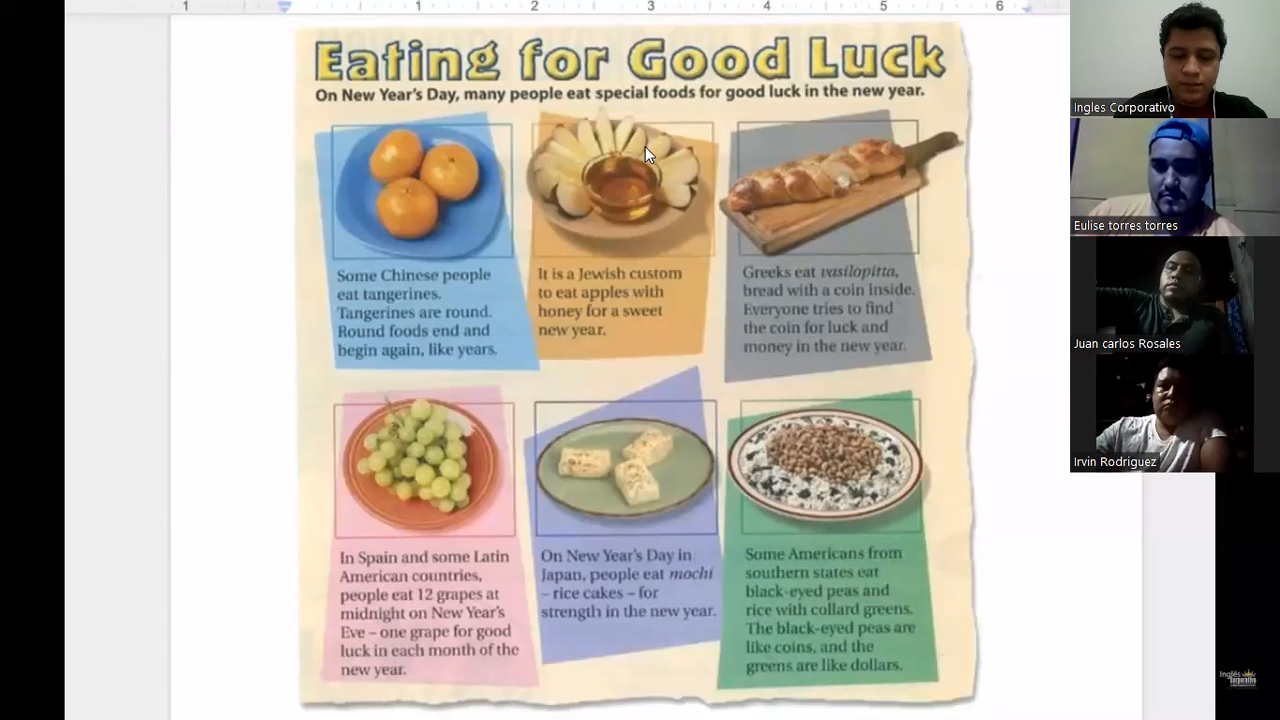 1 1 2 3 4 5 6
Eating for Good Luck
On New Year's Day, many people eat special foods for good luck in the new year.
Some Chinese people
eat tangerines.
Tangerines are round.
Round foods end and
begin again, like years.
It is a Jewish custom
to eat apples with
honey for a sweet
new year.
Greeks eat vasilopitta,
bread with a coin inside.
Everyone tries to find
the coin for luck and
money in the new year.
In Spain and some Latin
American countries,
people eat 12 grapes at
midnight on New Year's
Eve – one grape for good
luck in each month of the
new year.
On New Year's Day in
Japan, people eat mochi
– rice cakes – for
strength in the new year.
Some Americans from
southern states eat
black-eyed peas and
rice with collard greens.
The black-eyed peas are
like coins, and the
greens are like dollars.
Ingles Corporativo
Eulise torres torres
Juan carlos Rosales
Irvin Rodriguez
Inglés
Corporativo